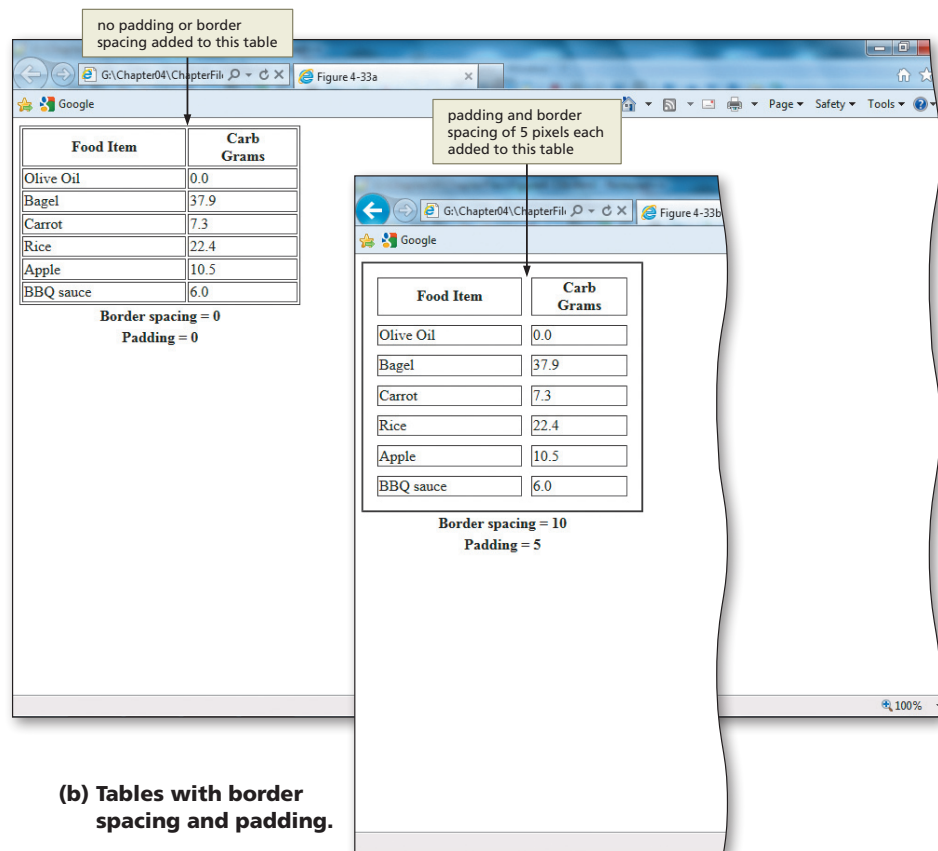 no padding or border
spacing added to this table
G:\Chapter04\ChapterFil
Figure 4-33a
Google
Page
Safety
Tools
Food Item
Carb
Grams
Olive Oil
0.0
Bagel
37.9
Carrot
7.3
Rice
22.4
Apple
10.5
BBQ sauce
6.0
Border spacing = 0
Padding = 0
padding and border
spacing of 5 pixels each
added to this table
G:\Chapter04\ChapterFil
Figure 4-33b
Google
Food Item
Carb
Grams
Olive Oil
0.0
Bagel
37.9
Carrot
7.3
Rice
22.4
Apple
10.5
BBQ sauce
6.0
Border spacing = 10
Padding = 5
100%
(b) Tables with border
spacing and padding.